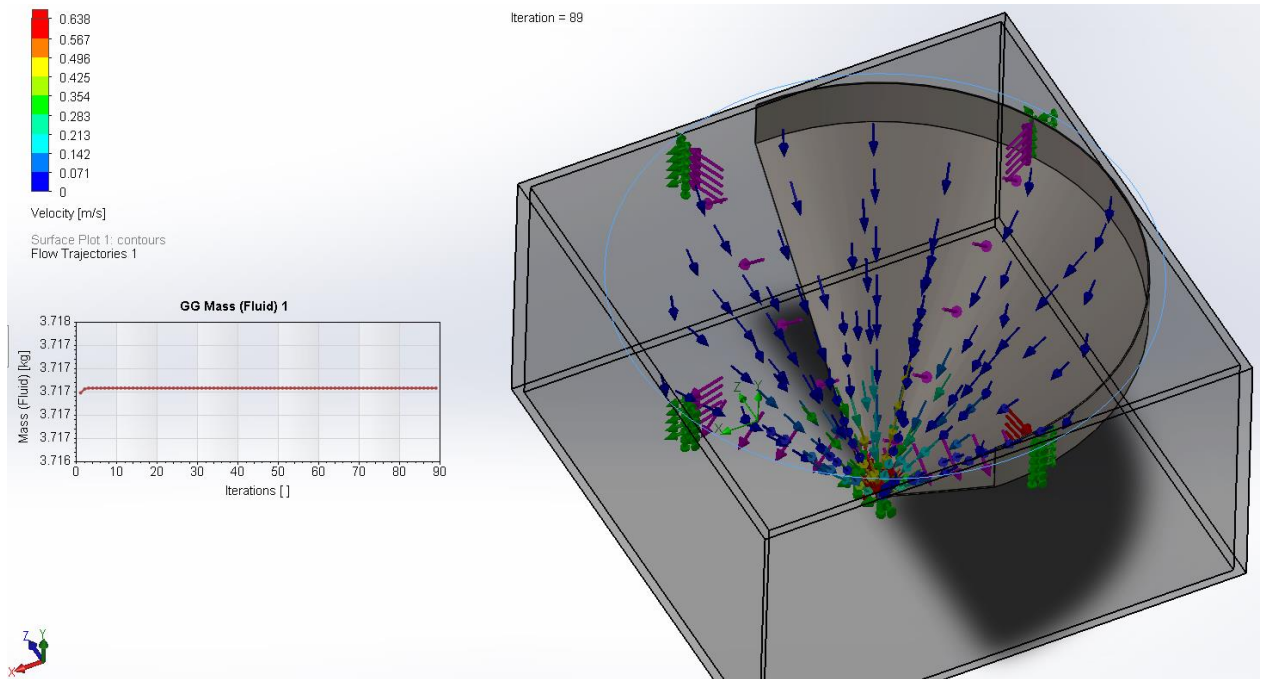 0.638
0.567
0.496
0.425
0.354
0.283
0.213
0.142
0.071
0
Velocity [m/s]
Surface Plot 1: contours
Flow Trajectories 1
Iteration = 89
GG Mass (Fluid) 1
3.718
3.717
3.717
3.717
3.717
3.717
3.716
Mass (Fluid) [kg]
0 10 20 30 40 50 60 70 80 90
Iterations [ ]
Z Y
X
Z Y
X